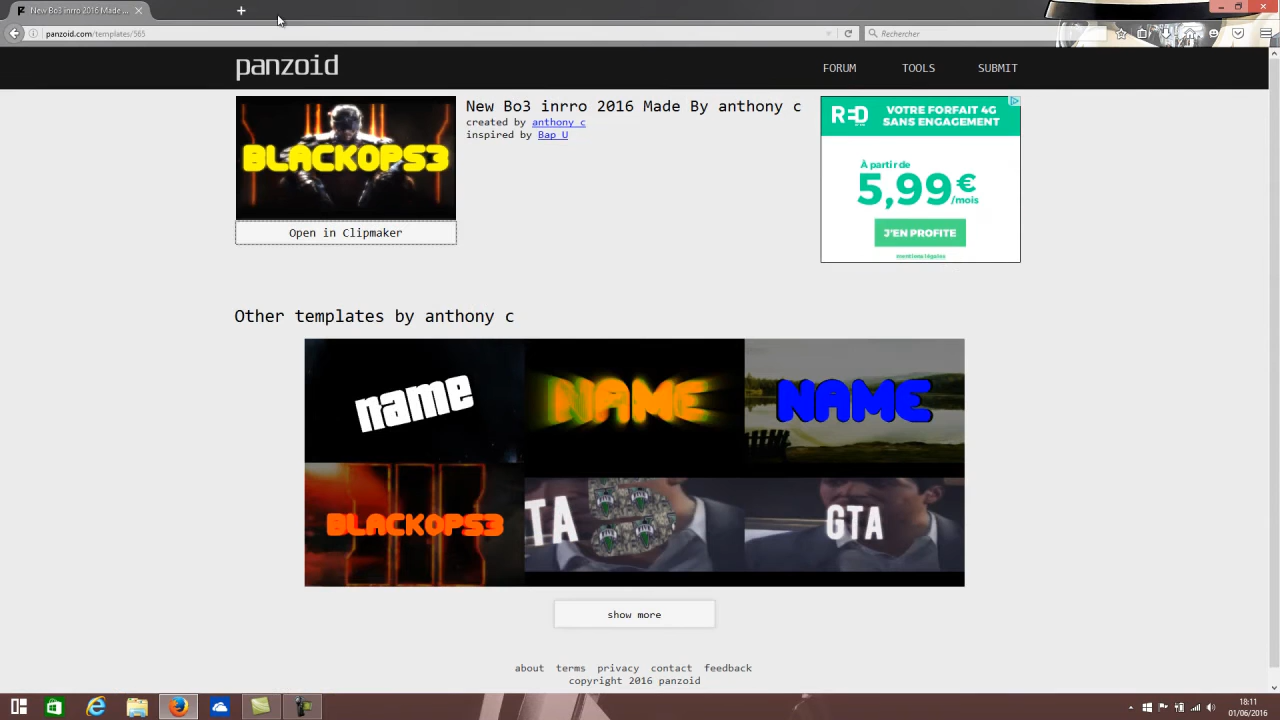 New Bo3 inrro 2016 Made ...
panzoid.com/templates/565
Rechercher
panzoid
FORUM
TOOLS
SUBMIT
BLACKOPS3
Open in Clipmaker
New Bo3 inrro 2016 Made By anthony c
created by anthony c
inspired by Bap U
RED
VOTRE FORFAIT 4G
SANS ENGAGEMENT
À partir de
5,99€
/mois
J'EN PROFITE
mentions légales
Other templates by anthony c
name
NAME
NAME
BLACKOPS3
TA
GTA
show more
about terms privacy contact feedback
copyright 2016 panzoid
18:11
01/06/2016